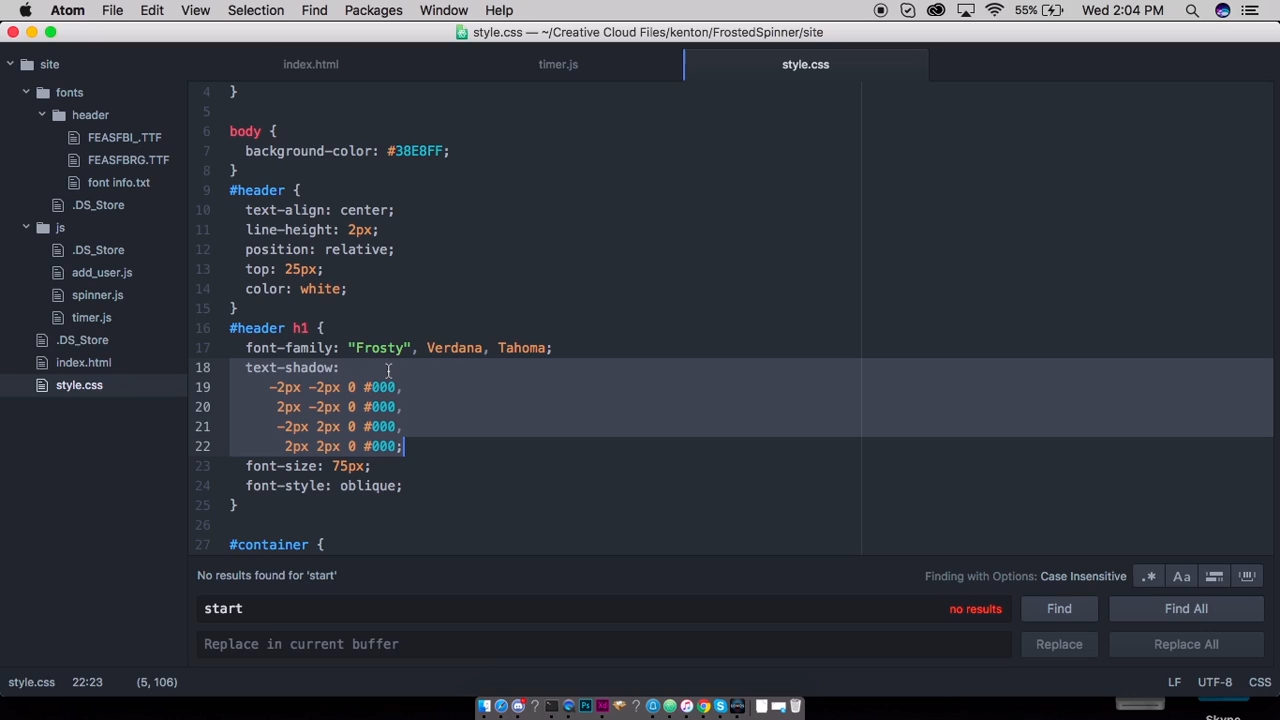 Atom File Edit View Selection Find Packages Window Help 55% Wed 2:04 PM
style.css — ~/Creative Cloud Files/kenton/FrostedSpinner/site
site
index.html timer.js style.css
fonts
header
FEASFBI_.TTF
FEASFBRG.TTF
font info.txt
.DS_Store
js
.DS_Store
add_user.js
spinner.js
timer.js
.DS_Store
index.html
style.css
4 }
5
6 body {
7 background-color: #38E8FF;
8 }
9 #header {
10 text-align: center;
11 line-height: 2px;
12 position: relative;
13 top: 25px;
14 color: white;
15 }
16 #header h1 {
17 font-family: "Frosty", Verdana, Tahoma;
18 text-shadow:
19 -2px -2px 0 #000,
20 2px -2px 0 #000,
21 -2px 2px 0 #000,
22 2px 2px 0 #000;
23 font-size: 75px;
24 font-style: oblique;
25 }
26
27 #container {
No results found for 'start' Finding with Options: Case Insensitive .* Aa
start no results Find Find All
Replace in current buffer Replace Replace All
style.css 22:23 (5, 106) LF UTF-8 CSS